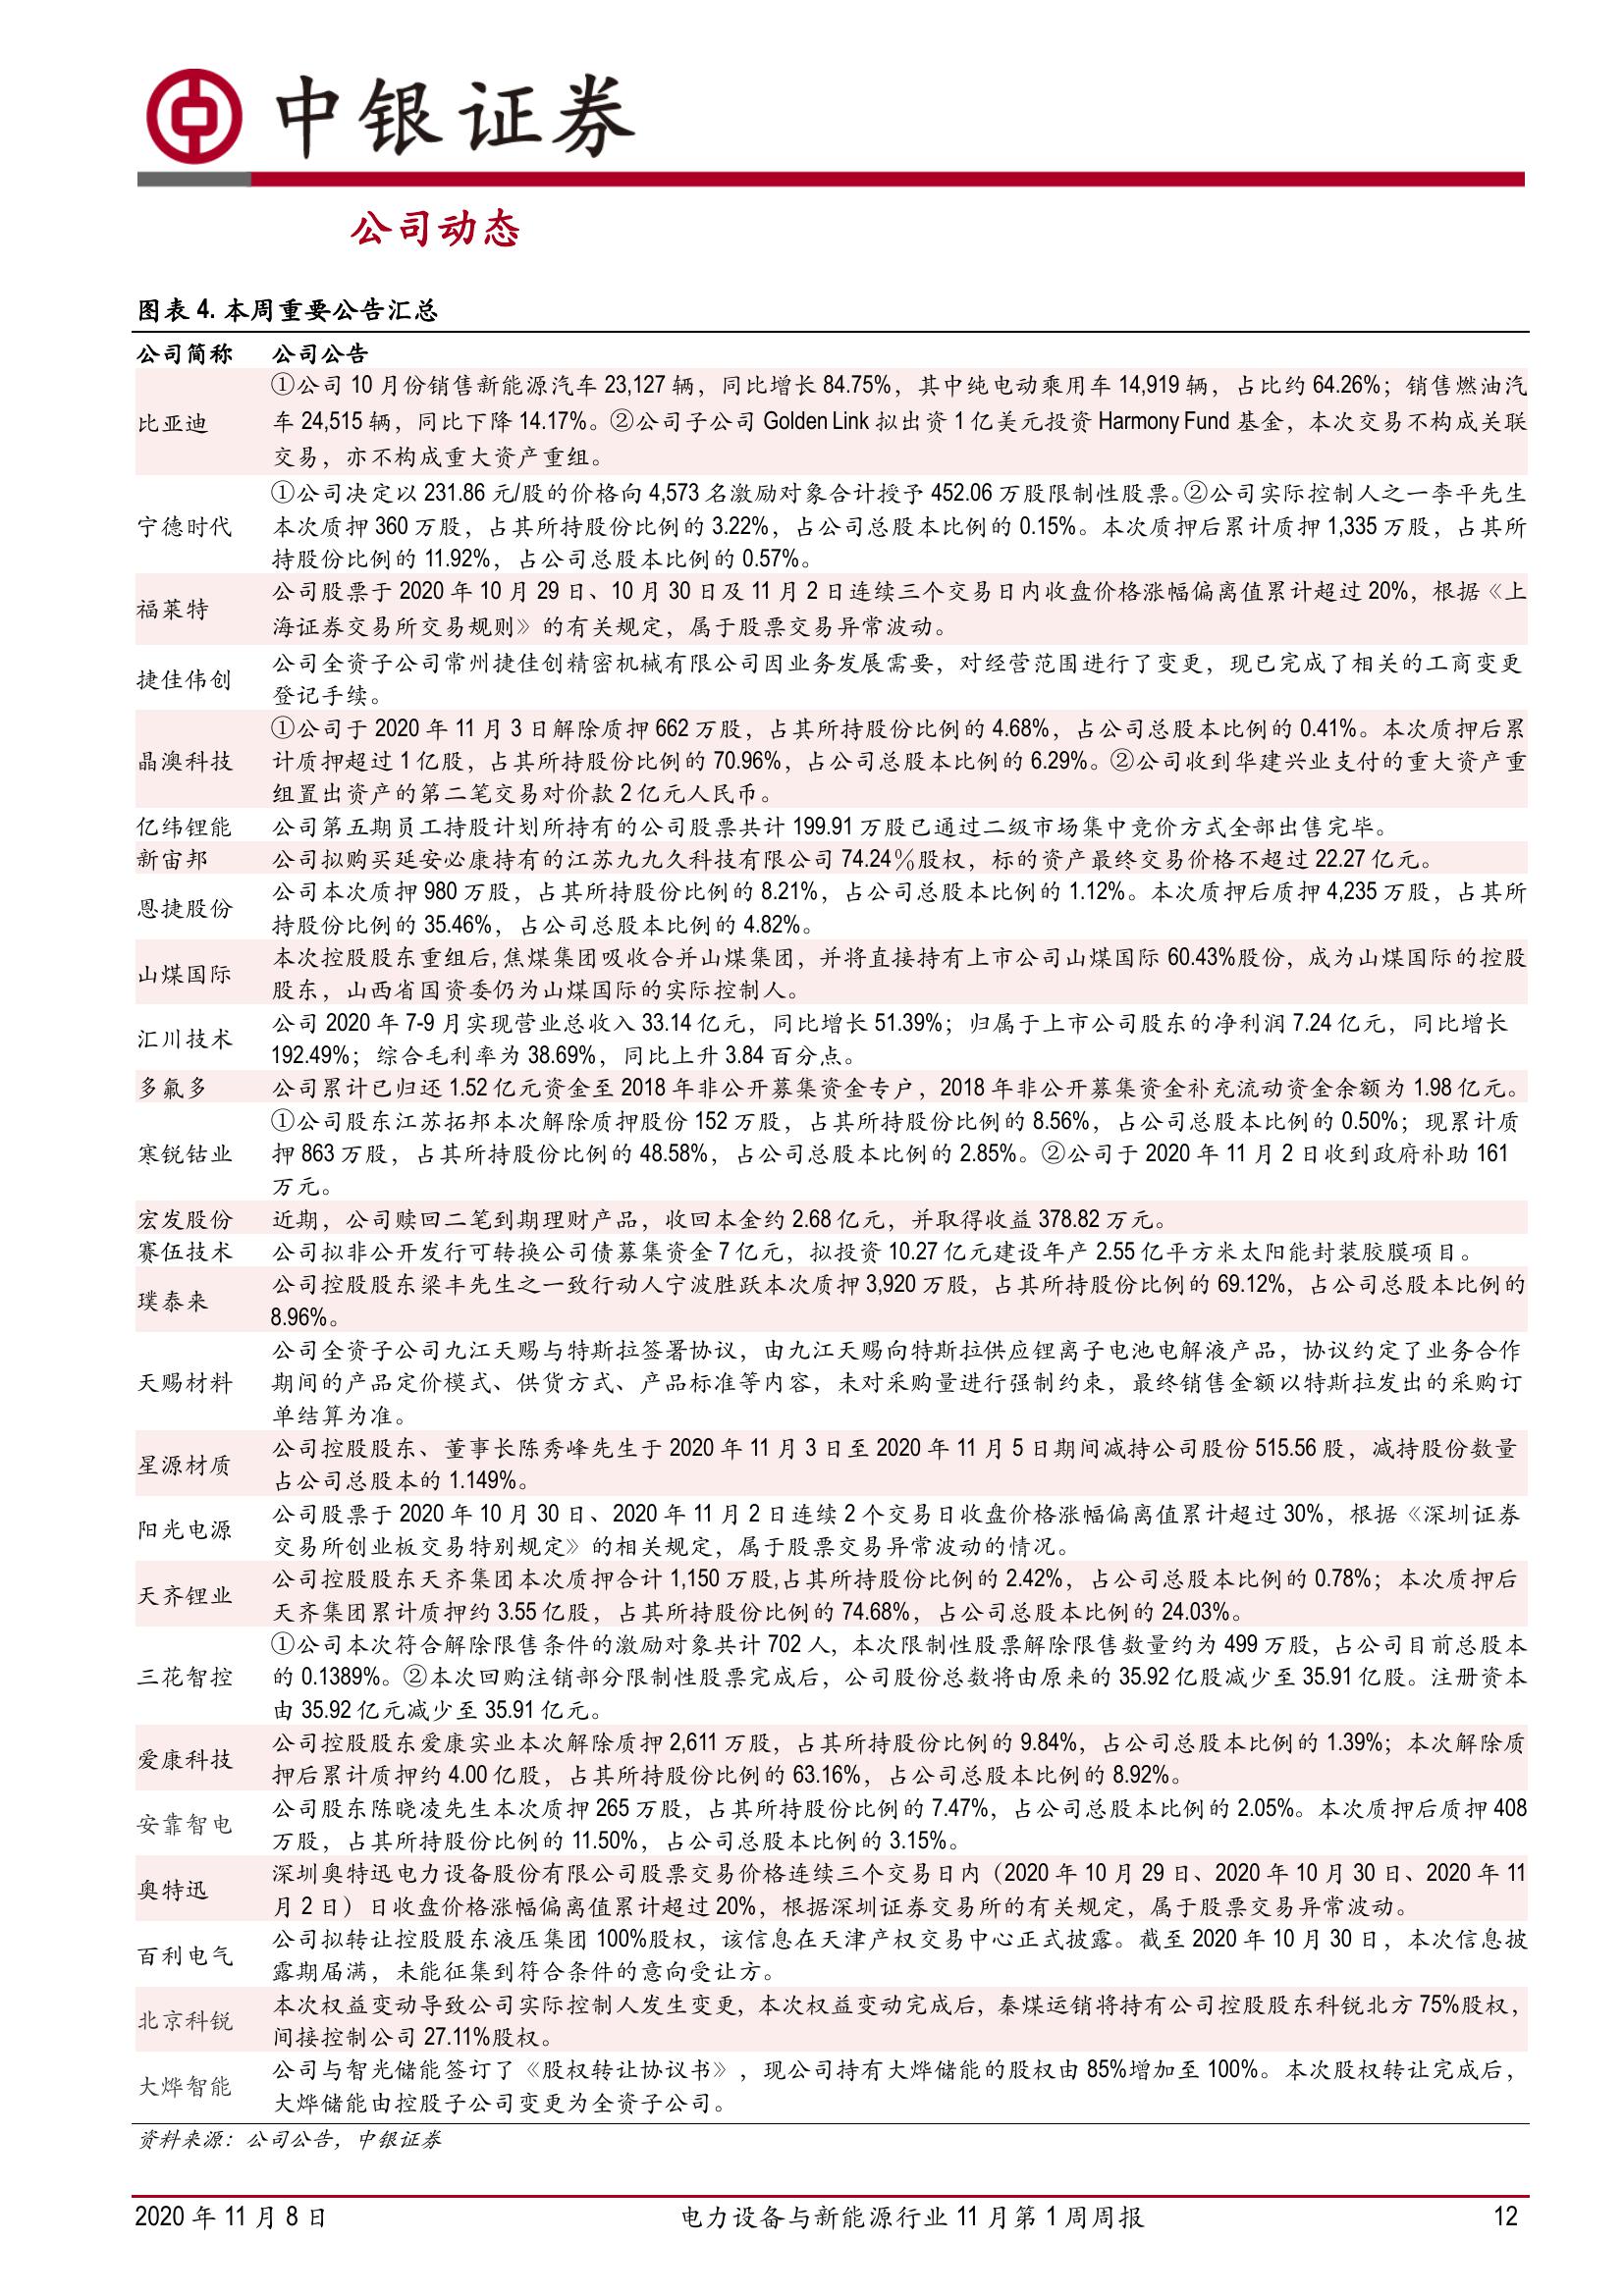 中银证券
公司动态
图表 4. 本周重要公告汇总
公司简称 公司公告
比亚迪
①公司 10 月份销售新能源汽车 23,127 辆，同比增长 84.75%，其中纯电动乘用车 14,919 辆，占比约 64.26%；销售燃油汽
车 24,515 辆，同比下降 14.17%。②公司子公司 Golden Link 拟出资 1 亿美元投资 Harmony Fund 基金，本次交易不构成关联
交易，亦不构成重大资产重组。
宁德时代
①公司决定以 231.86 元/股的价格向 4,573 名激励对象合计授予 452.06 万股限制性股票。②公司实际控制人之一李平先生
本次质押 360 万股，占其所持股份比例的 3.22%，占公司总股本比例的 0.15%。本次质押后累计质押 1,335 万股，占其所
持股份比例的 11.92%，占公司总股本比例的 0.57%。
福莱特
公司股票于 2020 年 10 月 29 日、10 月 30 日及 11 月 2 日连续三个交易日内收盘价格涨幅偏离值累计超过 20%，根据《上
海证券交易所交易规则》的有关规定，属于股票交易异常波动。
捷佳伟创
公司全资子公司常州捷佳创精密机械有限公司因业务发展需要，对经营范围进行了变更，现已完成了相关的工商变更
登记手续。
晶澳科技
①公司于 2020 年 11 月 3 日解除质押 662 万股，占其所持股份比例的 4.68%，占公司总股本比例的 0.41%。本次质押后累
计质押超过 1 亿股，占其所持股份比例的 70.96%，占公司总股本比例的 6.29%。②公司收到华建兴业支付的重大资产重
组置出资产的第二笔交易对价款 2 亿元人民币。
亿纬锂能 公司第五期员工持股计划所持有的公司股票共计 199.91 万股已通过二级市场集中竞价方式全部出售完毕。
新宙邦 公司拟购买延安必康持有的江苏九九久科技有限公司 74.24％股权，标的资产最终交易价格不超过 22.27 亿元。
恩捷股份
公司本次质押 980 万股，占其所持股份比例的 8.21%，占公司总股本比例的 1.12%。本次质押后质押 4,235 万股，占其所
持股份比例的 35.46%，占公司总股本比例的 4.82%。
山煤国际
本次控股股东重组后,焦煤集团吸收合并山煤集团，并将直接持有上市公司山煤国际 60.43%股份，成为山煤国际的控股
股东，山西省国资委仍为山煤国际的实际控制人。
汇川技术
公司 2020 年 7-9 月实现营业总收入 33.14 亿元，同比增长 51.39%；归属于上市公司股东的净利润 7.24 亿元，同比增长
192.49%；综合毛利率为 38.69%，同比上升 3.84 百分点。
多氟多 公司累计已归还 1.52 亿元资金至 2018 年非公开募集资金专户，2018 年非公开募集资金补充流动资金余额为 1.98 亿元。
寒锐钴业
①公司股东江苏拓邦本次解除质押股份 152 万股，占其所持股份比例的 8.56%，占公司总股本比例的 0.50%；现累计质
押 863 万股，占其所持股份比例的 48.58%，占公司总股本比例的 2.85%。②公司于 2020 年 11 月 2 日收到政府补助 161
万元。
宏发股份 近期，公司赎回二笔到期理财产品，收回本金约 2.68 亿元，并取得收益 378.82 万元。
赛伍技术 公司拟非公开发行可转换公司债募集资金 7 亿元，拟投资 10.27 亿元建设年产 2.55 亿平方米太阳能封装胶膜项目。
璞泰来
公司控股股东梁丰先生之一致行动人宁波胜跃本次质押 3,920 万股，占其所持股份比例的 69.12%，占公司总股本比例的
8.96%。
天赐材料
公司全资子公司九江天赐与特斯拉签署协议，由九江天赐向特斯拉供应锂离子电池电解液产品，协议约定了业务合作
期间的产品定价模式、供货方式、产品标准等内容，未对采购量进行强制约束，最终销售金额以特斯拉发出的采购订
单结算为准。
星源材质
公司控股股东、董事长陈秀峰先生于 2020 年 11 月 3 日至 2020 年 11 月 5 日期间减持公司股份 515.56 股，减持股份数量
占公司总股本的 1.149%。
阳光电源
公司股票于 2020 年 10 月 30 日、2020 年 11 月 2 日连续 2 个交易日收盘价格涨幅偏离值累计超过 30%，根据《深圳证券
交易所创业板交易特别规定》的相关规定，属于股票交易异常波动的情况。
天齐锂业
公司控股股东天齐集团本次质押合计 1,150 万股,占其所持股份比例的 2.42%，占公司总股本比例的 0.78%；本次质押后
天齐集团累计质押约 3.55 亿股，占其所持股份比例的 74.68%，占公司总股本比例的 24.03%。
三花智控
①公司本次符合解除限售条件的激励对象共计 702 人，本次限制性股票解除限售数量约为 499 万股，占公司目前总股本
的 0.1389%。②本次回购注销部分限制性股票完成后，公司股份总数将由原来的 35.92 亿股减少至 35.91 亿股。注册资本
由 35.92 亿元减少至 35.91 亿元。
爱康科技
公司控股股东爱康实业本次解除质押 2,611 万股，占其所持股份比例的 9.84%，占公司总股本比例的 1.39%；本次解除质
押后累计质押约 4.00 亿股，占其所持股份比例的 63.16%，占公司总股本比例的 8.92%。
安靠智电
公司股东陈晓凌先生本次质押 265 万股，占其所持股份比例的 7.47%，占公司总股本比例的 2.05%。本次质押后质押 408
万股，占其所持股份比例的 11.50%，占公司总股本比例的 3.15%。
奥特迅
深圳奥特迅电力设备股份有限公司股票交易价格连续三个交易日内（2020 年 10 月 29 日、2020 年 10 月 30 日、2020 年 11
月 2 日）日收盘价格涨幅偏离值累计超过 20%，根据深圳证券交易所的有关规定，属于股票交易异常波动。
百利电气
公司拟转让控股股东液压集团 100%股权，该信息在天津产权交易中心正式披露。截至 2020 年 10 月 30 日，本次信息披
露期届满，未能征集到符合条件的意向受让方。
北京科锐
本次权益变动导致公司实际控制人发生变更，本次权益变动完成后，秦煤运销将持有公司控股股东科锐北方 75%股权，
间接控制公司 27.11%股权。
大烨智能
公司与智光储能签订了《股权转让协议书》，现公司持有大烨储能的股权由 85%增加至 100%。本次股权转让完成后，
大烨储能由控股子公司变更为全资子公司。
资料来源：公司公告，中银证券
2020 年 11 月 8 日 电力设备与新能源行业 11 月第 1 周周报 12